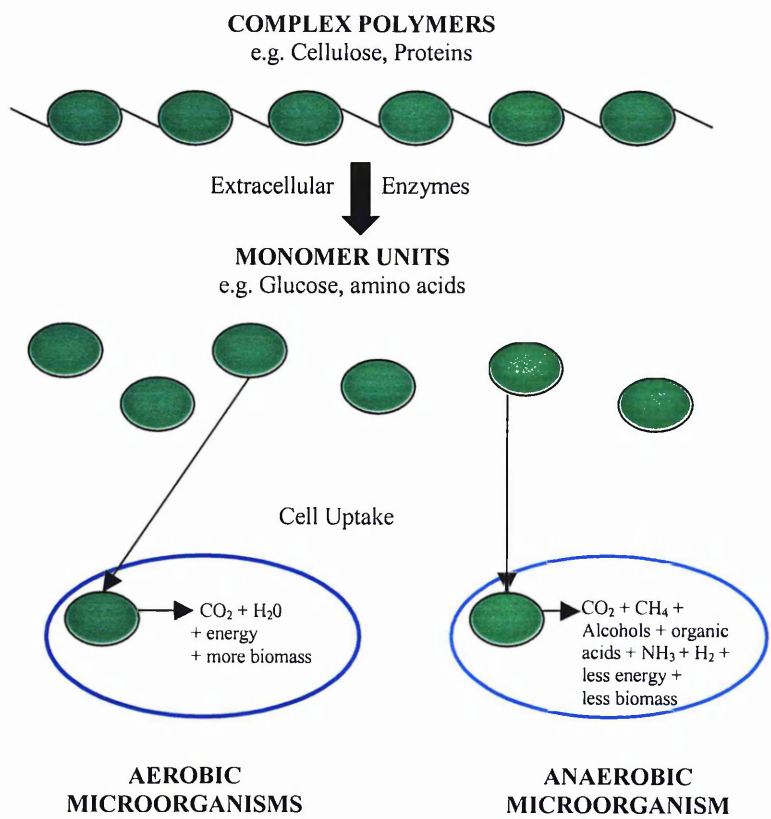 COMPLEX POLYMERS
e.g. Cellulose, Proteins
Extracellular Enzymes
MONOMER UNITS
e.g. Glucose, amino acids
Cell Uptake
CO₂ + H₂0
+ energy
+ more biomass
CO₂ + CH₄ +
Alcohols + organic
acids + NH₃ + H₂ +
less energy +
less biomass
AEROBIC
MICROORGANISMS
ANAEROBIC
MICROORGANISM